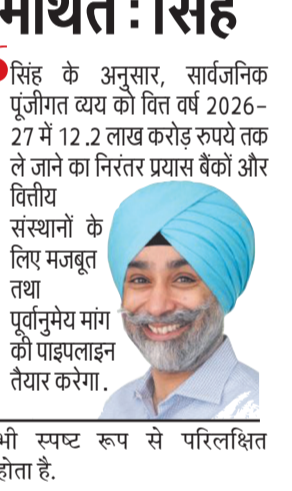 : सिंह
सिंह के अनुसार, सार्वजनिक
पूंजीगत व्यय को वित्त वर्ष 2026-
27 में 12.2 लाख करोड़ रुपये तक
ले जाने का निरंतर प्रयास बैंकों और
वित्तीय
संस्थानों के
लिए मजबूत
तथा
पूर्वानुमेय मांग
की पाइपलाइन
तैयार करेगा.
भी स्पष्ट रूप से परिलक्षित
होता है.